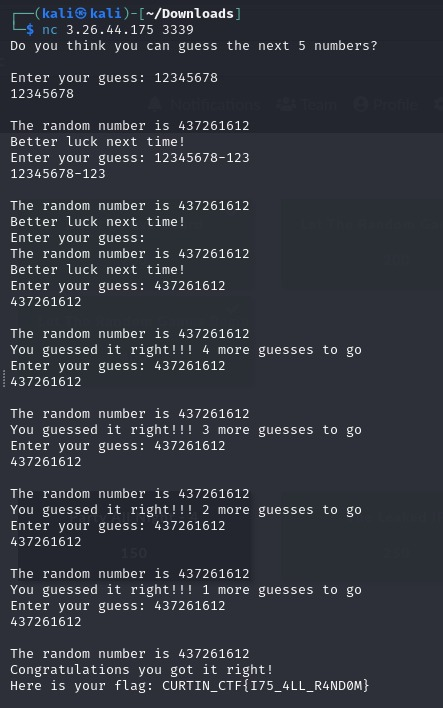 ┌──(kali㉿kali)-[~/Downloads]
└─$ nc 3.26.44.175 3339
Do you think you can guess the next 5 numbers?
Enter your guess: 12345678
12345678
The random number is 437261612
Better luck next time!
Enter your guess: 12345678-123
12345678-123
The random number is 437261612
Better luck next time!
Enter your guess:
The random number is 437261612
Better luck next time!
Enter your guess: 437261612
437261612
The random number is 437261612
You guessed it right!!! 4 more guesses to go
Enter your guess: 437261612
437261612
The random number is 437261612
You guessed it right!!! 3 more guesses to go
Enter your guess: 437261612
437261612
The random number is 437261612
You guessed it right!!! 2 more guesses to go
Enter your guess: 437261612
437261612
The random number is 437261612
You guessed it right!!! 1 more guesses to go
Enter your guess: 437261612
437261612
The random number is 437261612
Congratulations you got it right!
Here is your flag: CURTIN_CTF{I75_4LL_R4ND0M}